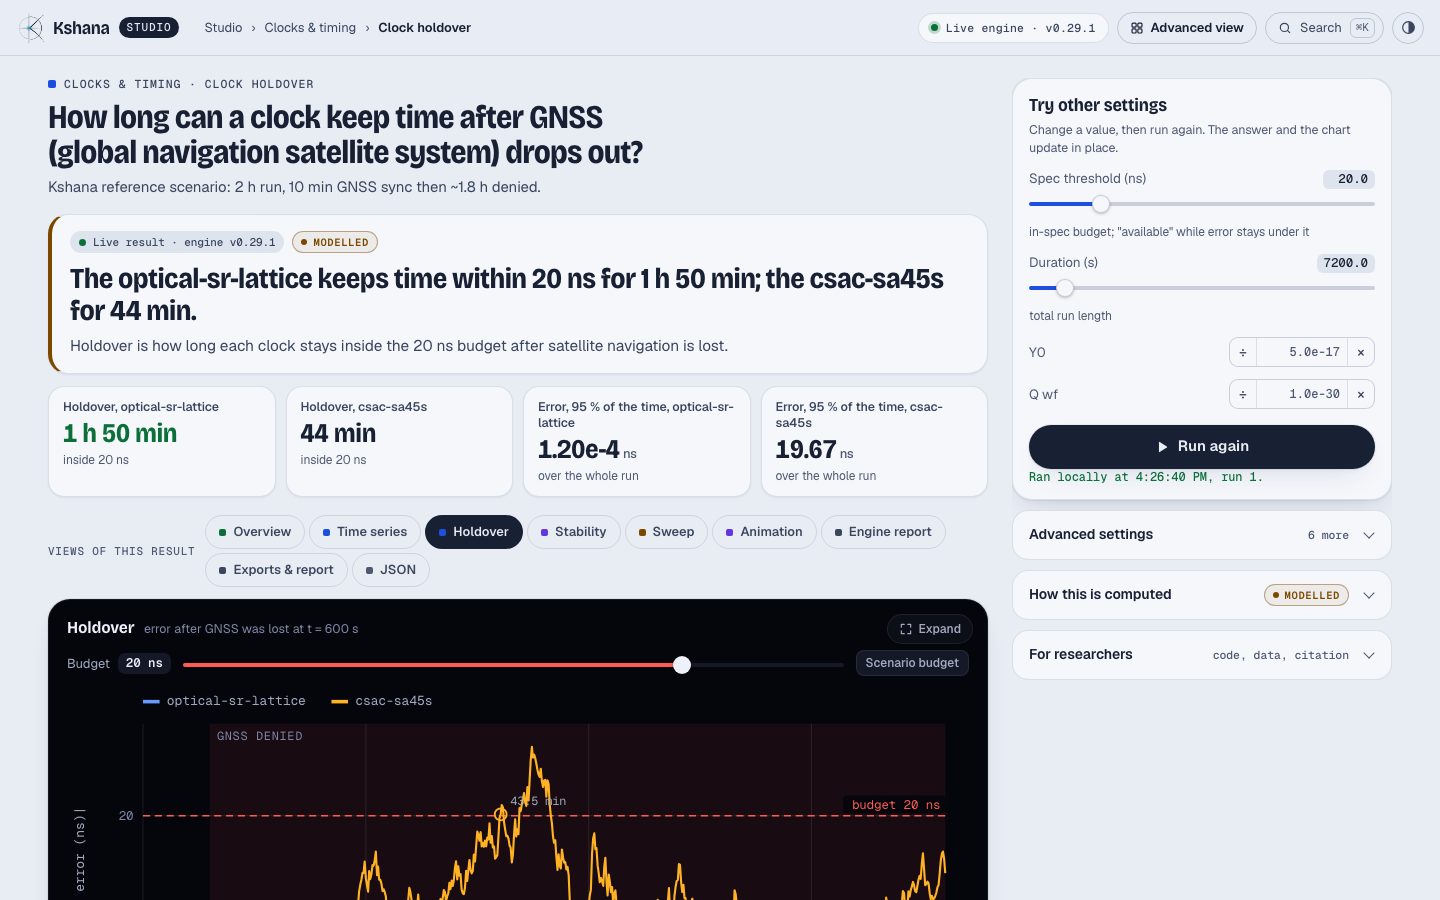 Kshana STUDIO Studio › Clocks & timing › Clock holdover Live engine · v0.29.1 Advanced view Search ⌘K
CLOCKS & TIMING · CLOCK HOLDOVER
How long can a clock keep time after GNSS
(global navigation satellite system) drops out?
Kshana reference scenario: 2 h run, 10 min GNSS sync then ~1.8 h denied.
Live result · engine v0.29.1 MODELLED
The optical-sr-lattice keeps time within 20 ns for 1 h 50 min; the csac-sa45s
for 44 min.
Holdover is how long each clock stays inside the 20 ns budget after satellite navigation is lost.
Holdover, optical-sr-lattice
1 h 50 min
inside 20 ns
Holdover, csac-sa45s
44 min
inside 20 ns
Error, 95 % of the time, optical-sr-
lattice
1.20e-4 ns
over the whole run
Error, 95 % of the time, csac-
sa45s
19.67 ns
over the whole run
VIEWS OF THIS RESULT
Overview Time series Holdover Stability Sweep Animation Engine report
Exports & report JSON
Holdover error after GNSS was lost at t = 600 s Expand
Budget 20 ns Scenario budget
optical-sr-lattice csac-sa45s
GNSS DENIED
43.5 min
budget 20 ns
20
error (ns)|
Try other settings
Change a value, then run again. The answer and the chart
update in place.
Spec threshold (ns) 20.0
in-spec budget; "available" while error stays under it
Duration (s) 7200.0
total run length
Y0 ÷ 5.0e-17 ×
Q wf ÷ 1.0e-30 ×
Run again
Ran locally at 4:26:40 PM, run 1.
Advanced settings 6 more
How this is computed MODELLED
For researchers code, data, citation